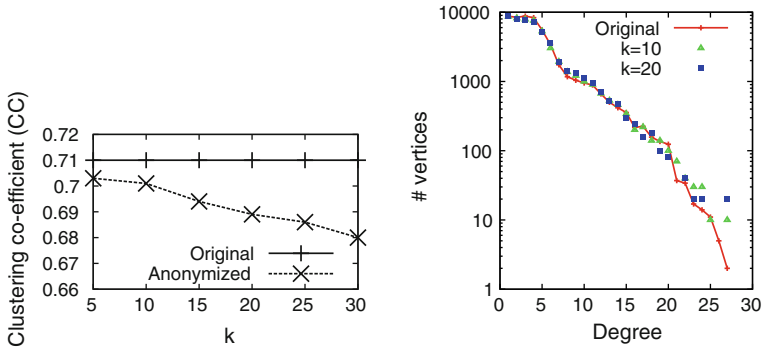 Clustering co-efficient (CC)
0.72
0.71
0.7
0.69
0.68
0.67
0.66
Original
Anonymized
5 10 15 20 25 30
k
# vertices
10000
1000
100
10
1
Original
k=10
k=20
0 5 10 15 20 25 30
Degree